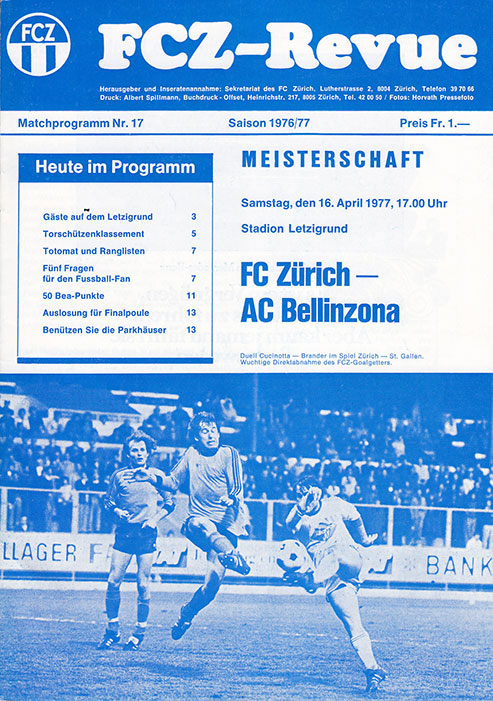 FCZ
FCZ-Revue
Herausgeber und Inseratenannahme: Sekretariat des FC Zürich, Lutherstrasse 2, 8004 Zürich, Telefon 39 70 66
Druck: Albert Spillmann, Buchdruck - Offset, Heinrichstr. 217, 8005 Zürich, Tel. 42 00 50 / Fotos: Horvath Pressefoto
Matchprogramm Nr. 17 Saison 1976/77 Preis Fr. 1.—
Heute im Programm
Gäste auf dem Letzigrund 3
Torschützenklassement 5
Totomat und Ranglisten 7
Fünf Fragen
für den Fussball-Fan 7
50 Bea-Punkte 11
Auslosung für Finalpoule 13
Benützen Sie die Parkhäuser 13
MEISTERSCHAFT
Samstag, den 16. April 1977, 17.00 Uhr
Stadion Letzigrund
FC Zürich —
AC Bellinzona
Duell Cucinotta — Brander im Spiel Zürich — St. Gallen.
Wuchtige Direktabnahme des FCZ-Goalgetters.
LLAGER
BANK